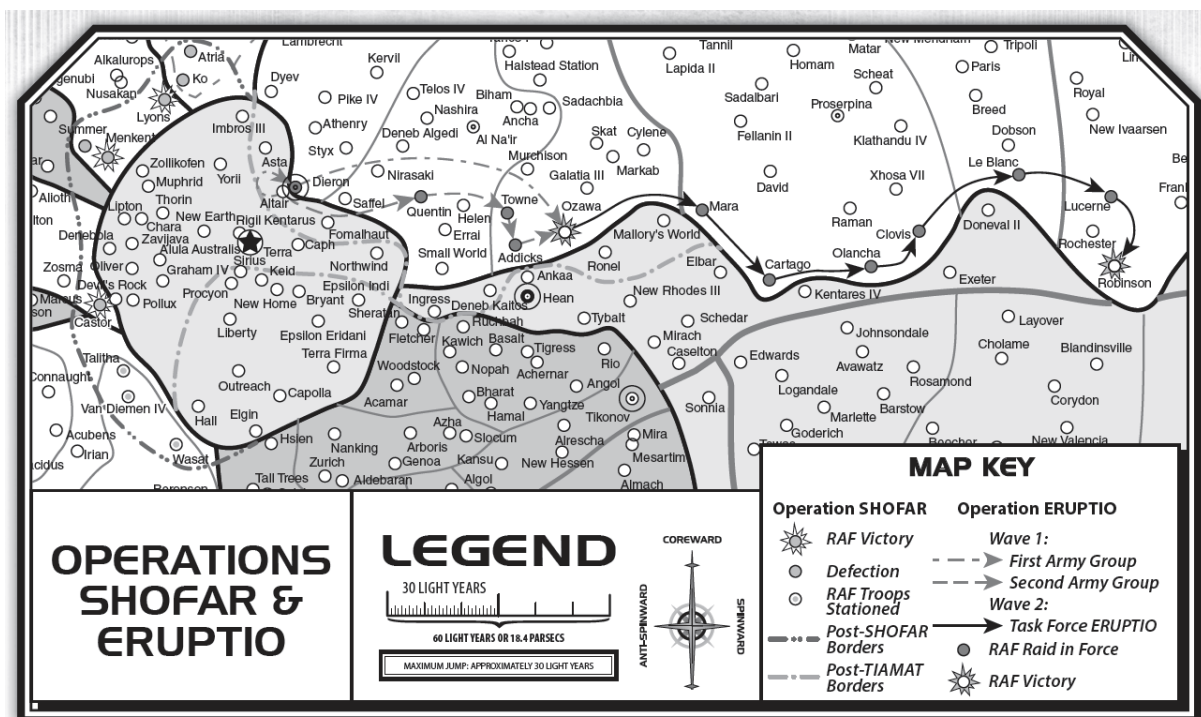 Lambrecht
Alkalurops
Atria
Ko
Nusakan
Lyons
Dyev
Kervil
Pike IV
Telos IV
Halstead Station
Tannil
Lapida II
Homam
Matar
Scheat
Tripoli
Paris
Royal
Summer
Menkent
Imbros III
Athenry
Nashira
Biham
Ancha
Sadachbia
Sadalbari
Proserpina
Breed
New Ivaarsen
Zollikofen
Asta
Styx
Deneb Algedi
Al Na'ir
Skat
Cylene
Fellanin II
Klathandu IV
Dobson
Muphrid
Yorii
Murchison
Markab
Le Blanc
Alioth
Thorin
Altair
Dieron
Nirasaki
Galatia III
David
Xhosa VII
Lipton
New Earth
Rigil Kentarus
Saffel
Quentin
Helen
Towne
Ozawa
Mara
Raman
Clovis
Doneval II
Lucerne
Chara
Denebola
Zavijava
Alula Australis
Terra
Caph
Fomalhaut
Errai
Addicks
Mallory's World
Rochester
Zosma
Oliver
Sirius
Keid
Northwind
Small World
Ankaa
Ronel
Elbar
Cartago
Olancha
Exeter
Robinson
Devil's Rock
Graham IV
Procyon
Epsilon Indi
Ingress
Deneb Kaitos
Hean
New Rhodes III
Kentares IV
Marcus
Castor
Pollux
New Home
Bryant
Sheratan
Ruchbah
Tybalt
Schedar
Layover
Liberty
Epsilon Eridani
Fletcher
Kawich
Basalt
Tigress
Mirach
Johnsondale
Cholame
Blandinsville
Talitha
Terra Firma
Woodstock
Nopah
Achernar
Rio
Caselton
Edwards
Avawatz
Rosamond
Connaught
Outreach
Capolla
Acamar
Bharat
Angol
Logandale
Corydon
Van Diemen IV
Hall
Elgin
Hamal
Yangtze
Tikonov
Sonnia
Marlette
Barstow
Acubens
Irian
Hsien
Nanking
Azha
Arboris
Slocum
Alrescha
Mira
Goderich
Beecher
New Valencia
Wasat
Zurich
Genoa
Kansu
New Hessen
Mesartim
Tall Trees
Aldebaran
Algol
Almach
OPERATIONS
SHOFAR &
ERUPTIO
LEGEND
30 LIGHT YEARS
60 LIGHT YEARS OR 18.4 PARSECS
MAXIMUM JUMP: APPROXIMATELY 30 LIGHT YEARS
COREWARD
ANTI-SPINWARD
SPINWARD
MAP KEY
Operation SHOFAR
RAF Victory
Defection
RAF Troops
Stationed
Post-SHOFAR
Borders
Post-TIAMAT
Borders
Operation ERUPTIO
Wave 1:
First Army Group
Second Army Group
Wave 2:
Task Force ERUPTIO
RAF Raid in Force
RAF Victory